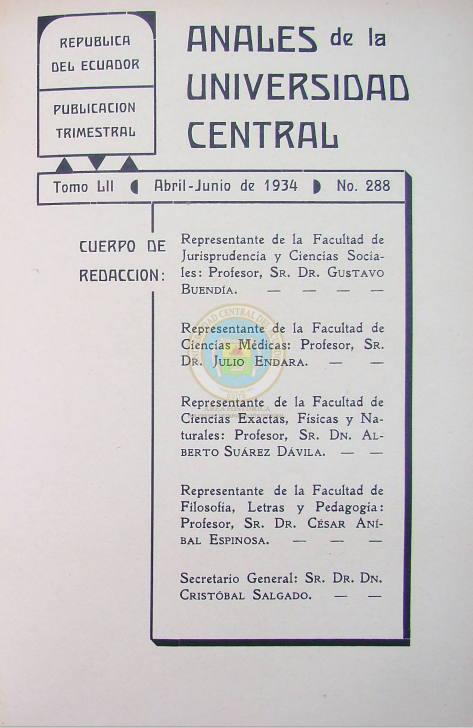 REPUBLICA
DEL ECUADOR
PUBLICACION
TRIMESTRAL
ANALES de la
UNIVERSIDAD
CENTRAL
Tomo LII Abril-Junio de 1934 No. 288
CUERPO DE
REDACCION:
Representante de la Facultad de
Jurisprudencia y Ciencias Socia-
les: Profesor, SR. DR. GUSTAVO
BUENDÍA. — — — —
Representante de la Facultad de
Ciencias Médicas: Profesor, SR.
DR. JULIO ENDARA. — —
Representante de la Facultad de
Ciencias Exactas, Físicas y Na-
turales: Profesor, SR. DN. AL-
BERTO SUÁREZ DÁVILA. — —
Representante de la Facultad de
Filosofía, Letras y Pedagogía:
Profesor, SR. DR. CÉSAR ANÍ-
BAL ESPINOSA. — — —
Secretario General: SR. DR. DN.
CRISTÓBAL SALGADO. — —